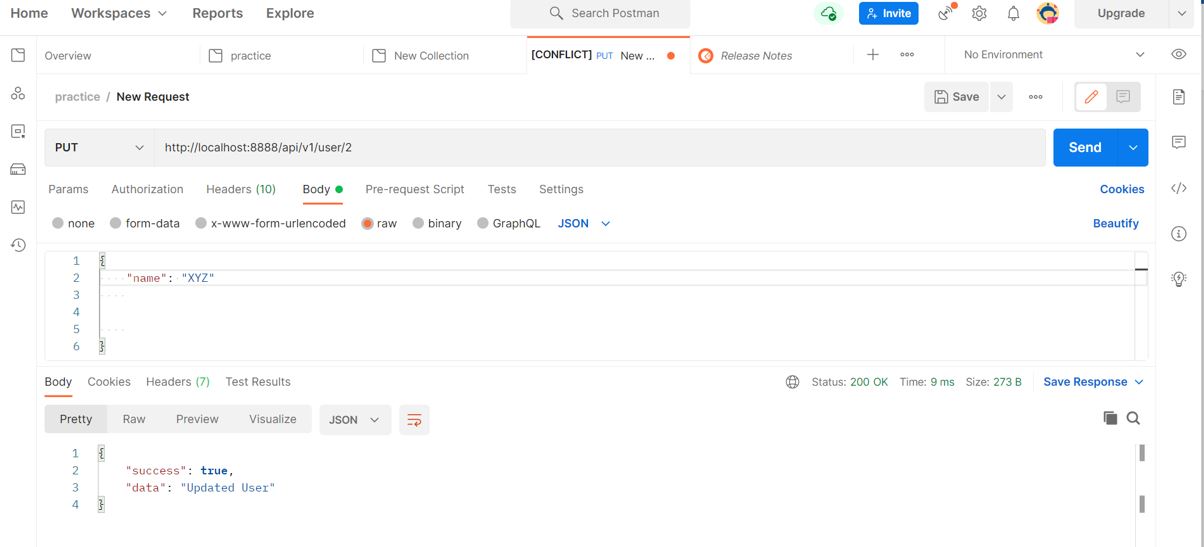 Home Workspaces Reports Explore Search Postman Invite Upgrade
Overview practice New Collection [CONFLICT] PUT New ... Release Notes No Environment
practice / New Request Save
PUT http://localhost:8888/api/v1/user/2 Send
Params Authorization Headers (10) Body Pre-request Script Tests Settings Cookies
none form-data x-www-form-urlencoded raw binary GraphQL JSON Beautify
1 {
2 "name": "XYZ"
3
4
5
6 }
Body Cookies Headers (7) Test Results Status: 200 OK Time: 9 ms Size: 273 B Save Response
Pretty Raw Preview Visualize JSON
1 {
2 "success": true,
3 "data": "Updated User"
4 }